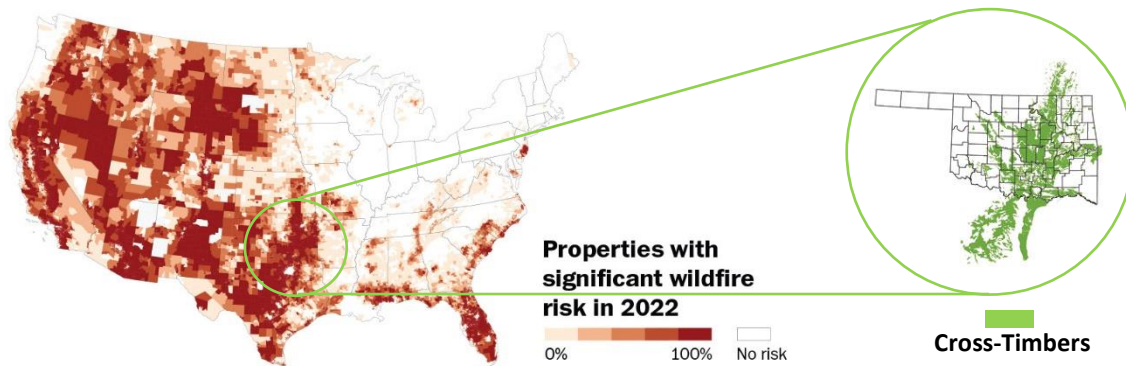 Properties with
significant wildfire
risk in 2022
0%
100%
No risk
Cross-Timbers